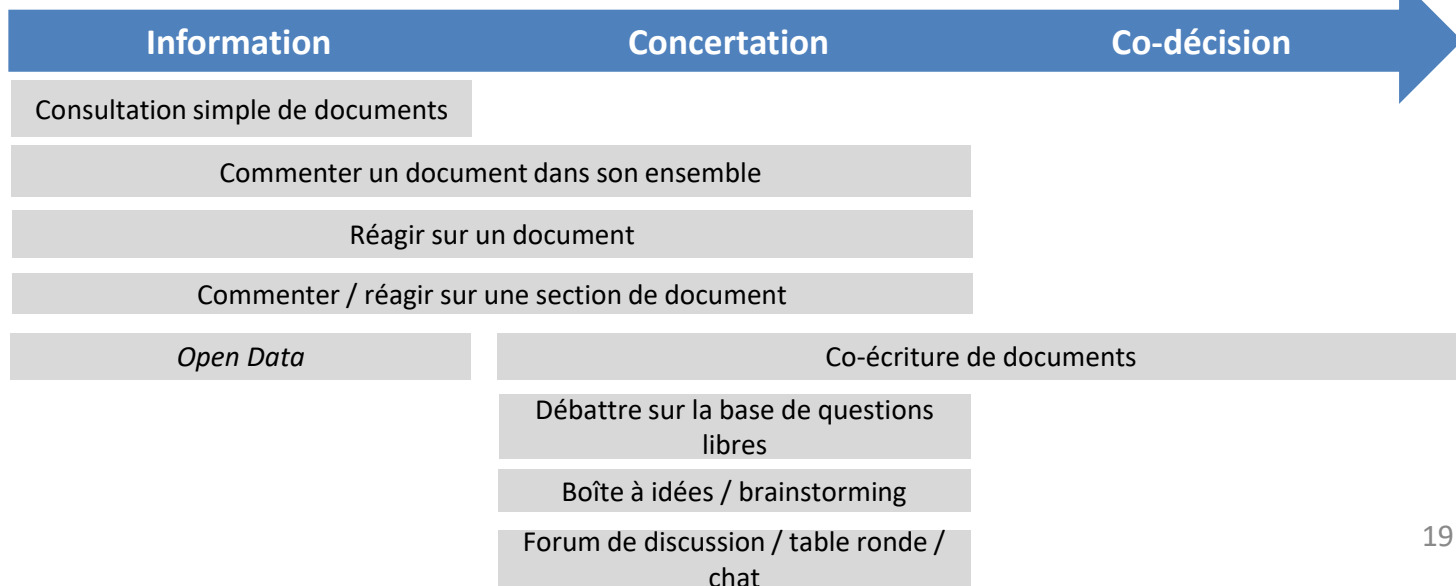 Information Concertation Co-décision
Consultation simple de documents
Commenter un document dans son ensemble
Réagir sur un document
Commenter / réagir sur une section de document
Open Data Co-écriture de documents
Débattre sur la base de questions
libres
Boîte à idées / brainstorming
Forum de discussion / table ronde /
chat
19